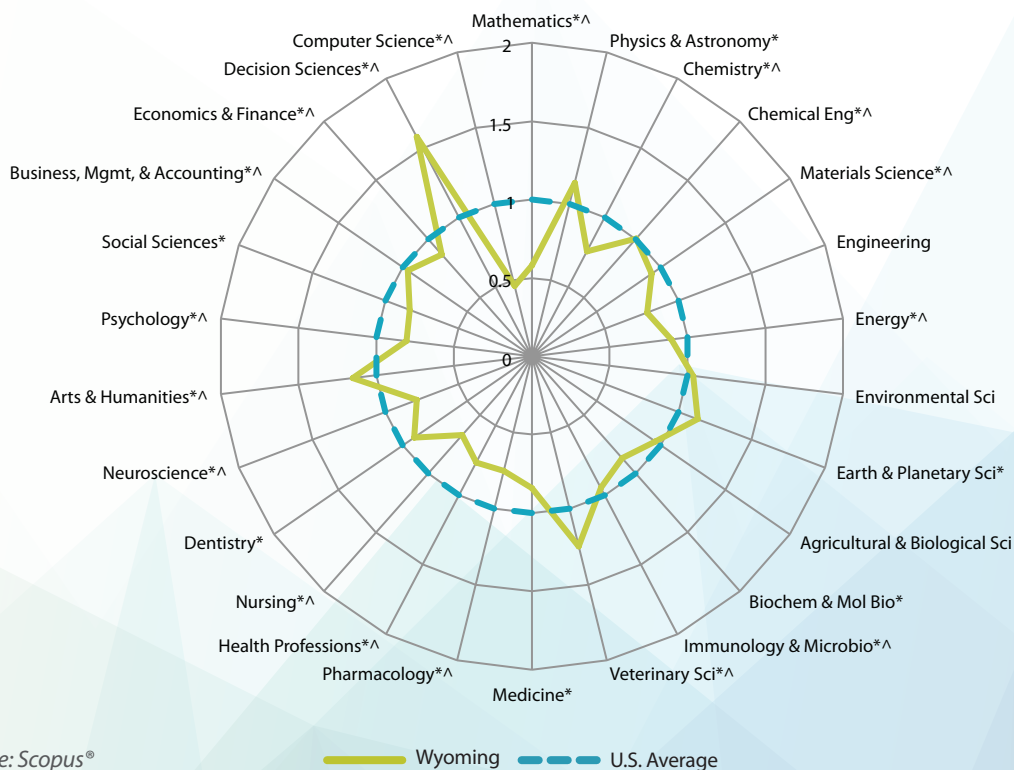 Mathematics*^
Computer Science*^
Physics & Astronomy*
Decision Sciences*^
Chemistry*^
Economics & Finance*^
Chemical Eng*^
Business, Mgmt, & Accounting*^
Materials Science*^
Social Sciences*
Engineering
Psychology*^
Energy*^
Arts & Humanities*^
Environmental Sci
Neuroscience*^
Earth & Planetary Sci*
Dentistry*
Agricultural & Biological Sci
Nursing*^
Biochem & Mol Bio*
Health Professions*^
Immunology & Microbio*^
Pharmacology*^
Veterinary Sci*^
Medicine*
2
1.5
1
0.5
0
e: Scopus®
Wyoming
U.S. Average